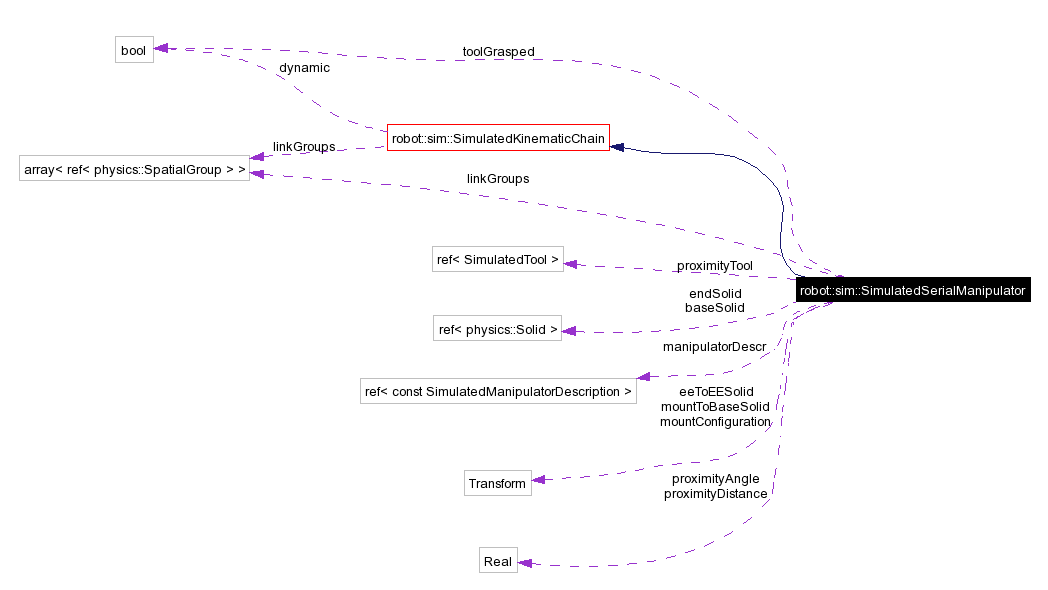 bool
toolGrasped
dynamic
robot::sim::SimulatedKinematicChain
linkGroups
array< ref< physics::SpatialGroup > >
linkGroups
ref< SimulatedTool >
proximityTool
robot::sim::SimulatedSerialManipulator
endSolid
baseSolid
ref< physics::Solid >
manipulatorDescr
ref< const SimulatedManipulatorDescription >
eeToEESolid
mountToBaseSolid
mountConfiguration
Transform
proximityAngle
proximityDistance
Real